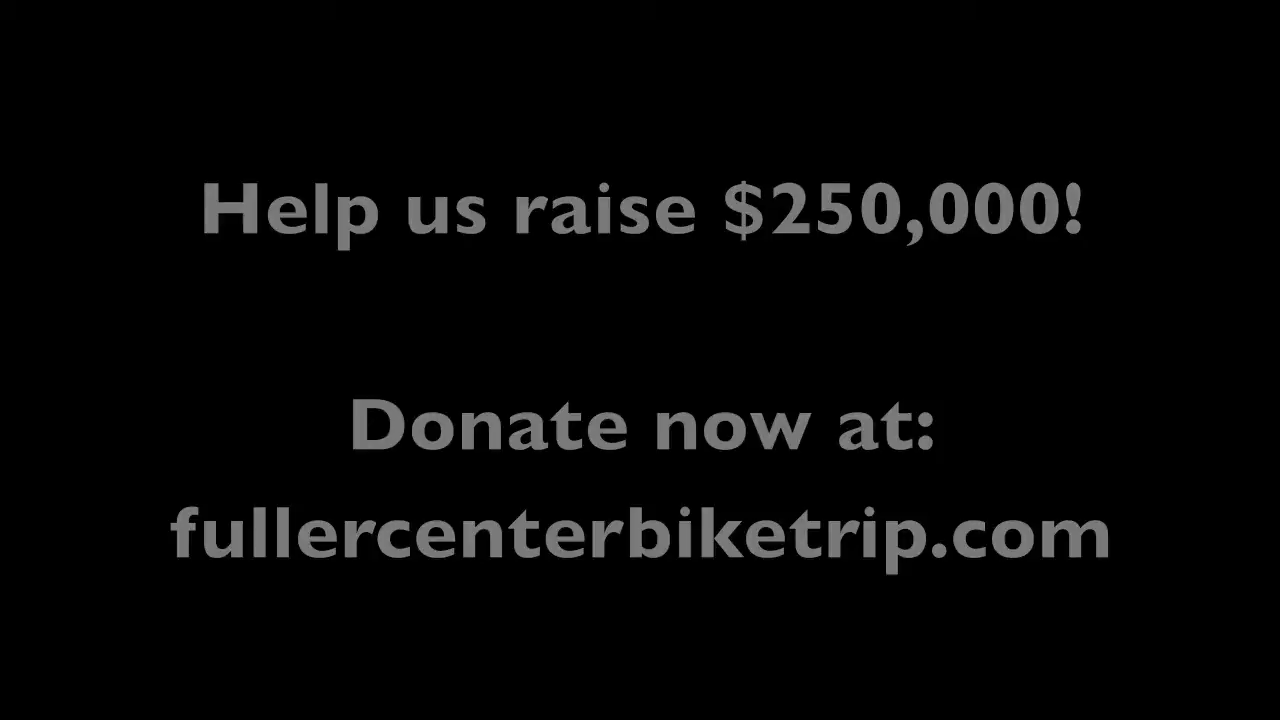 Help us raise $250,000!
Donate now at:
fullercenterbiketrip.com